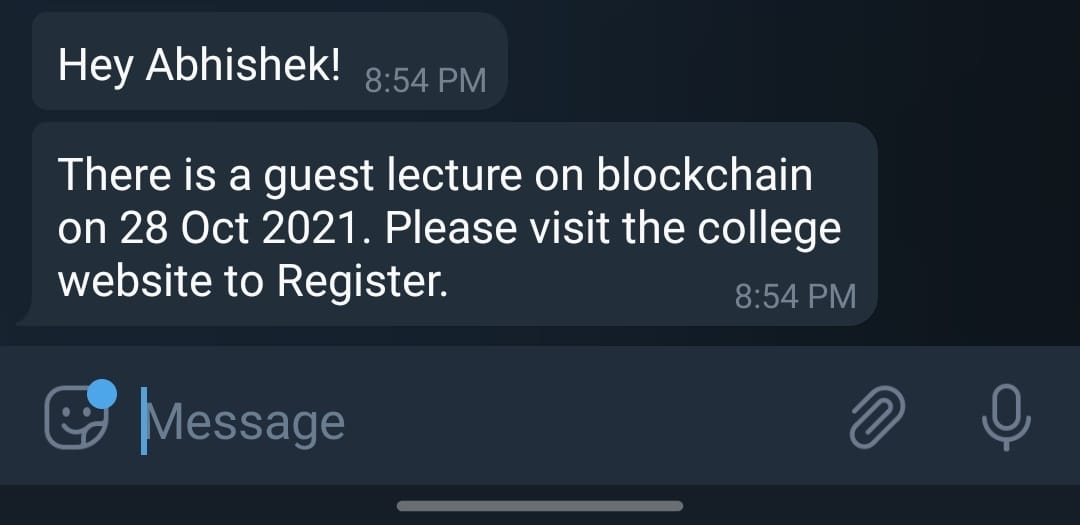 Hey Abhishek! 8:54 PM
There is a guest lecture on blockchain
on 28 Oct 2021. Please visit the college
website to Register. 8:54 PM
Message